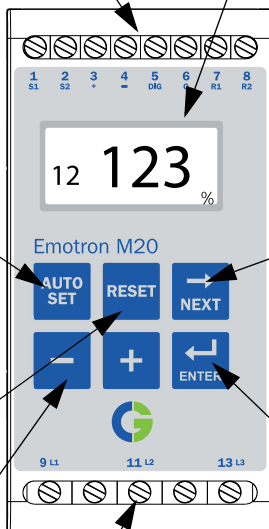 1 2 3 4 5 6 7 8
S1 S2 + – DIG C R1 R2
12 123 %
Emotron M20
AUTO SET RESET → NEXT
– + ↵ ENTER
9 L1 11 L2 13 L3